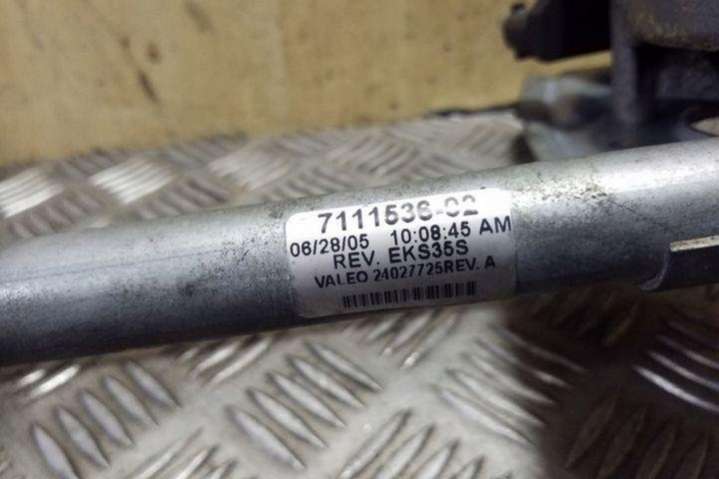 7111536-02
06/28/05 10:08:45 AM
REV. EKS35S
VALEO 24027725REV. A